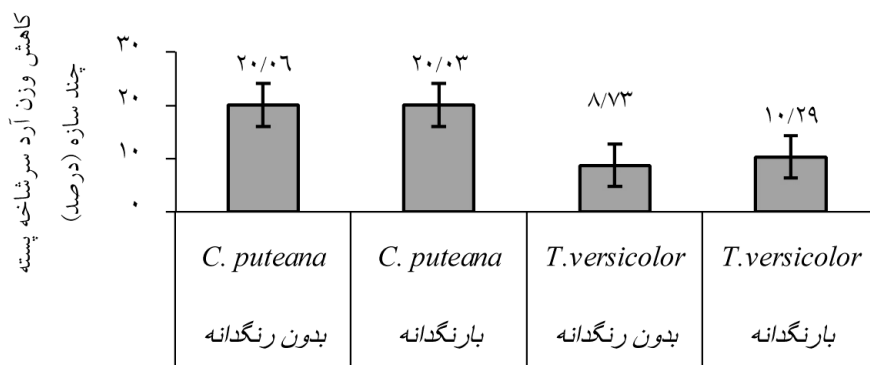 کاهش وزن آرد سرشاخه پسته
چند سازه (درصد)
۳۰
۲۰
۱۰
۰
۲۰/۰۶
۲۰/۰۳
۸/۷۳
۱۰/۲۹
C. puteana
C. puteana
T.versicolor
T.versicolor
بدون رنگدانه
بارنگدانه
بدون رنگدانه
بارنگدانه